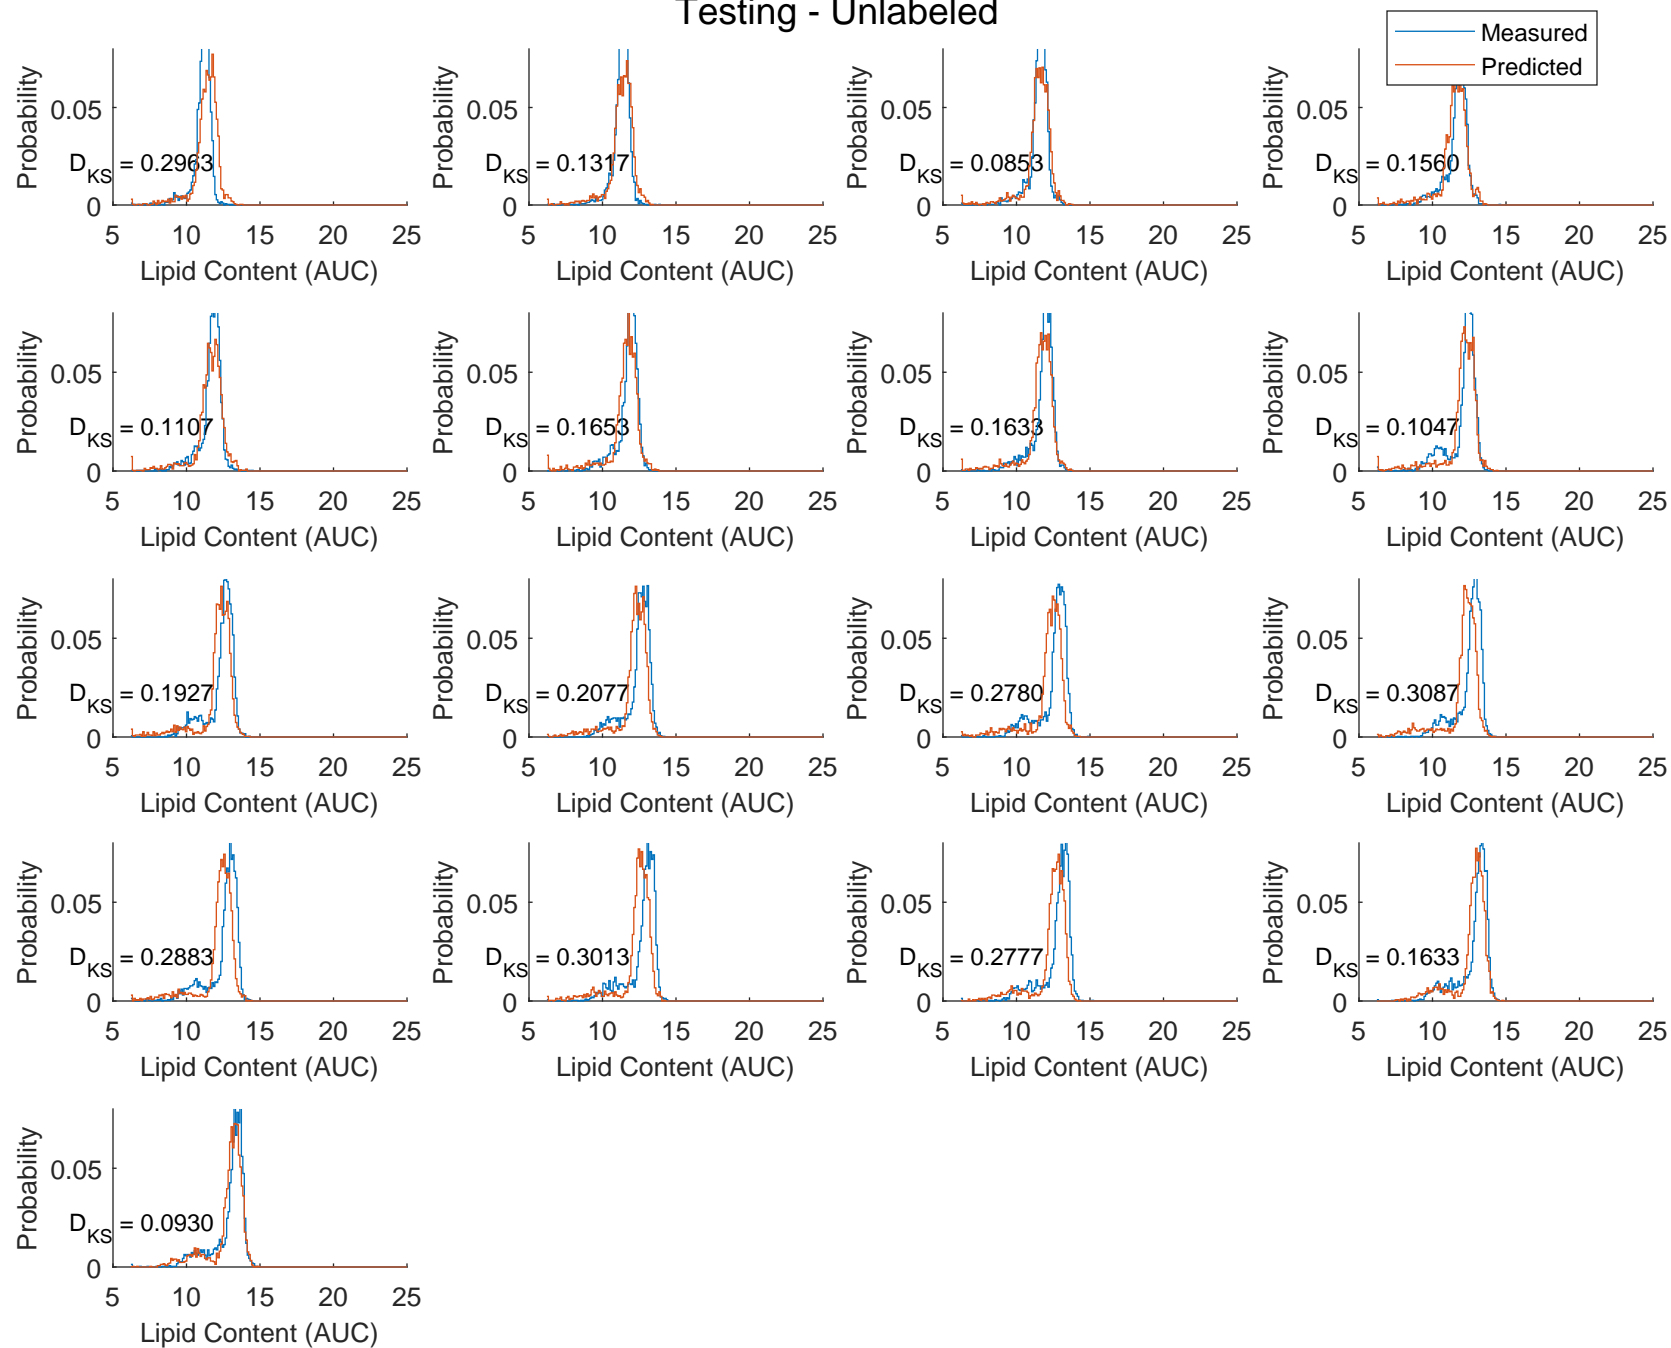 Testing - Unlabeled
Measured
Predicted
Probability
0.05
0
D_KS = 0.2963
5 10 15 20 25
Lipid Content (AUC)
Probability
0.05
0
D_KS = 0.1317
5 10 15 20 25
Lipid Content (AUC)
Probability
0.05
0
D_KS = 0.0853
5 10 15 20 25
Lipid Content (AUC)
Probability
0.05
0
D_KS = 0.1560
5 10 15 20 25
Lipid Content (AUC)
Probability
0.05
0
D_KS = 0.1107
5 10 15 20 25
Lipid Content (AUC)
Probability
0.05
0
D_KS = 0.1653
5 10 15 20 25
Lipid Content (AUC)
Probability
0.05
0
D_KS = 0.1633
5 10 15 20 25
Lipid Content (AUC)
Probability
0.05
0
D_KS = 0.1047
5 10 15 20 25
Lipid Content (AUC)
Probability
0.05
0
D_KS = 0.1927
5 10 15 20 25
Lipid Content (AUC)
Probability
0.05
0
D_KS = 0.2077
5 10 15 20 25
Lipid Content (AUC)
Probability
0.05
0
D_KS = 0.2780
5 10 15 20 25
Lipid Content (AUC)
Probability
0.05
0
D_KS = 0.3087
5 10 15 20 25
Lipid Content (AUC)
Probability
0.05
0
D_KS = 0.2883
5 10 15 20 25
Lipid Content (AUC)
Probability
0.05
0
D_KS = 0.3013
5 10 15 20 25
Lipid Content (AUC)
Probability
0.05
0
D_KS = 0.2777
5 10 15 20 25
Lipid Content (AUC)
Probability
0.05
0
D_KS = 0.1633
5 10 15 20 25
Lipid Content (AUC)
Probability
0.05
0
D_KS = 0.0930
5 10 15 20 25
Lipid Content (AUC)